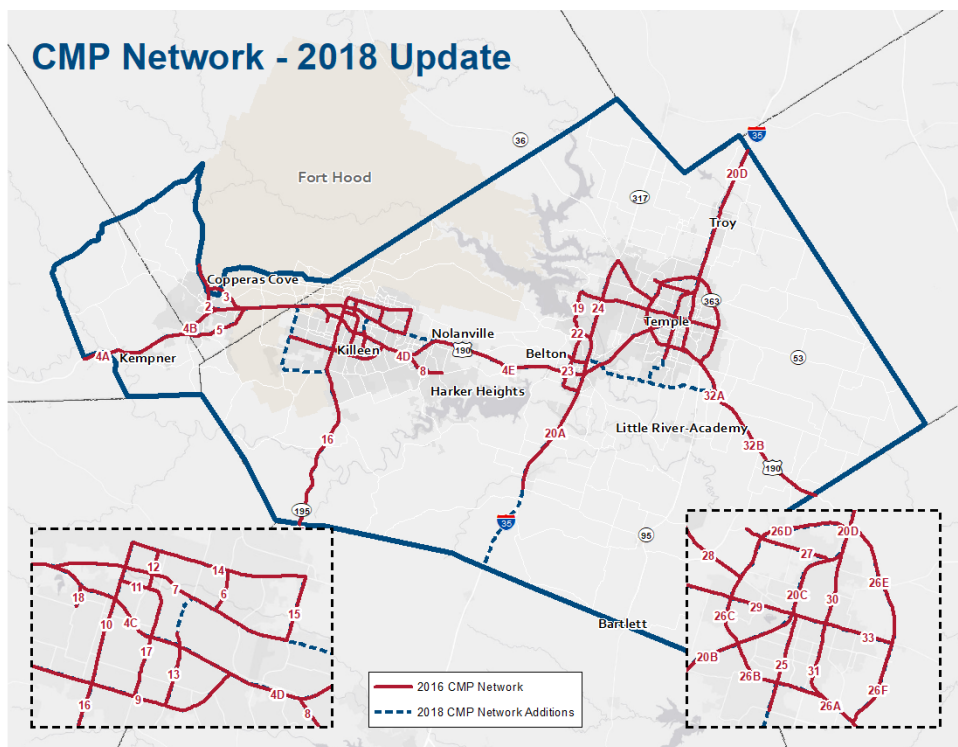 CMP Network - 2018 Update
35
36
20D
Fort Hood
317
Troy
Copperas Cove
3
363
2
19
24
Temple
4B
5
22
Nolanville
53
4A
Kempner
Killeen
4D
190
Belton
8
4E
23
Harker Heights
32A
16
20A
Little River-Academy
32B
190
195
35
95
Bartlett
12
14
11
7
6
18
10
4C
15
17
13
9
4D
16
8
2016 CMP Network
2018 CMP Network Additions
26D
20D
28
27
26E
20C
30
29
26C
33
20B
25
31
26B
26F
26A